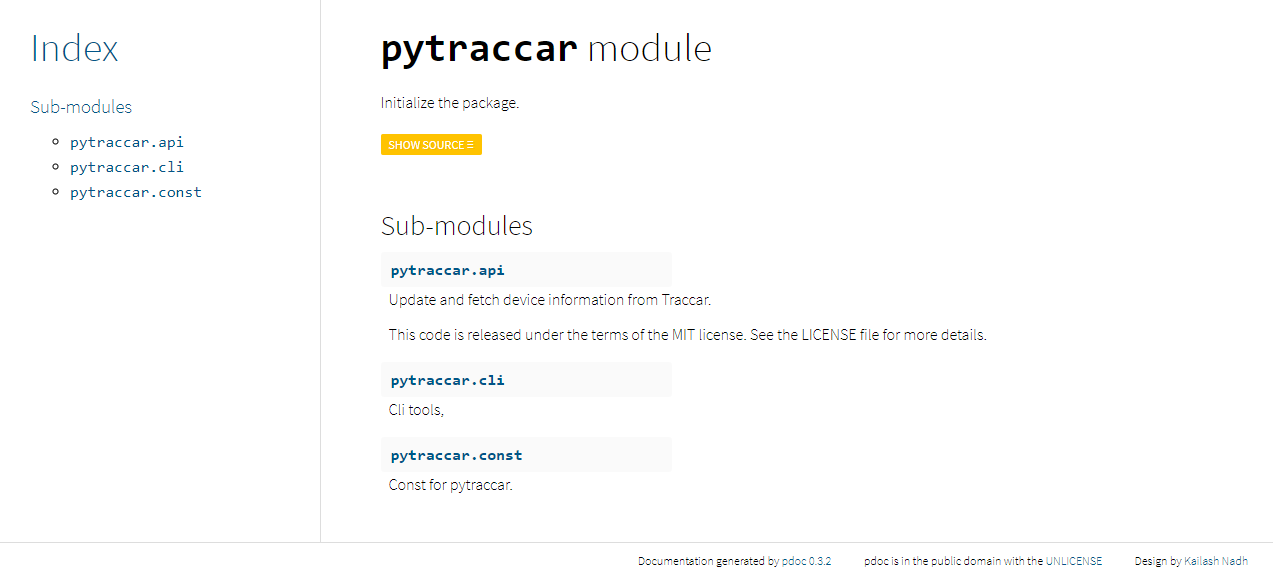 Index
Sub-modules
pytraccar.api
pytraccar.cli
pytraccar.const
pytraccar module
Initialize the package.
SHOW SOURCE ≡
Sub-modules
pytraccar.api
Update and fetch device information from Traccar.
This code is released under the terms of the MIT license. See the LICENSE file for more details.
pytraccar.cli
Cli tools,
pytraccar.const
Const for pytraccar.
Documentation generated by pdoc 0.3.2 pdoc is in the public domain with the UNLICENSE Design by Kailash Nadh